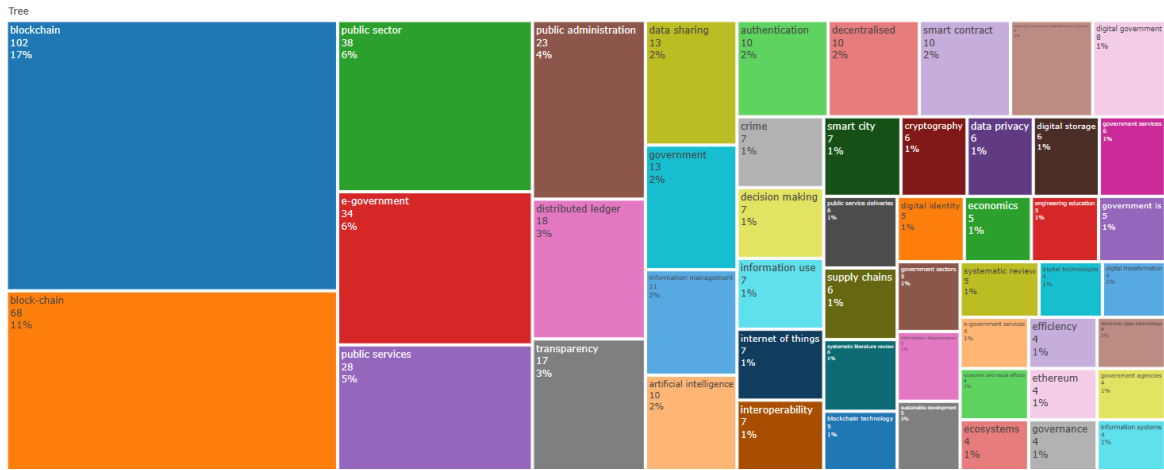 Tree
blockchain
102
17%
block-chain
68
11%
public sector
38
6%
e-government
34
6%
public services
28
5%
public administration
23
4%
distributed ledger
18
3%
transparency
17
3%
data sharing
13
2%
government
13
2%
information management
11
2%
artificial intelligence
10
2%
authentication
10
2%
decentralised
10
2%
smart contract
10
2%
digital government
8
1%
crime
7
1%
decision making
7
1%
information use
7
1%
internet of things
7
1%
interoperability
7
1%
smart city
7
1%
cryptography
6
1%
data privacy
6
1%
digital storage
6
1%
government services
6
1%
public service deliveries
6
1%
supply chains
6
1%
systematic literature review
6
1%
blockchain technology
5
1%
digital identity
5
1%
economics
5
1%
engineering education
5
1%
government is
5
1%
government sectors
5
1%
information dissemination
5
1%
sustainable development
5
1%
systematic review
5
1%
digital technologies
4
1%
digital transformation
4
1%
e-government services
4
1%
efficiency
4
1%
electronic data interchange
4
1%
economic and social effects
4
1%
ethereum
4
1%
government agencies
4
1%
ecosystems
4
1%
governance
4
1%
information systems
4
1%